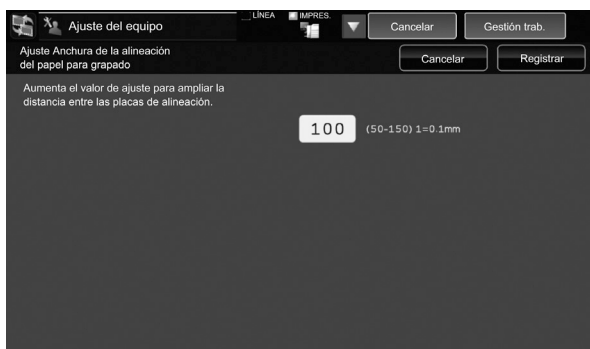 Ajuste del equipo
LÍNEA
IMPRES.
Cancelar
Gestión trab.
Ajuste Anchura de la alineación
del papel para grapado
Cancelar
Registrar
Aumenta el valor de ajuste para ampliar la
distancia entre las placas de alineación.
100 (50-150) 1=0.1mm